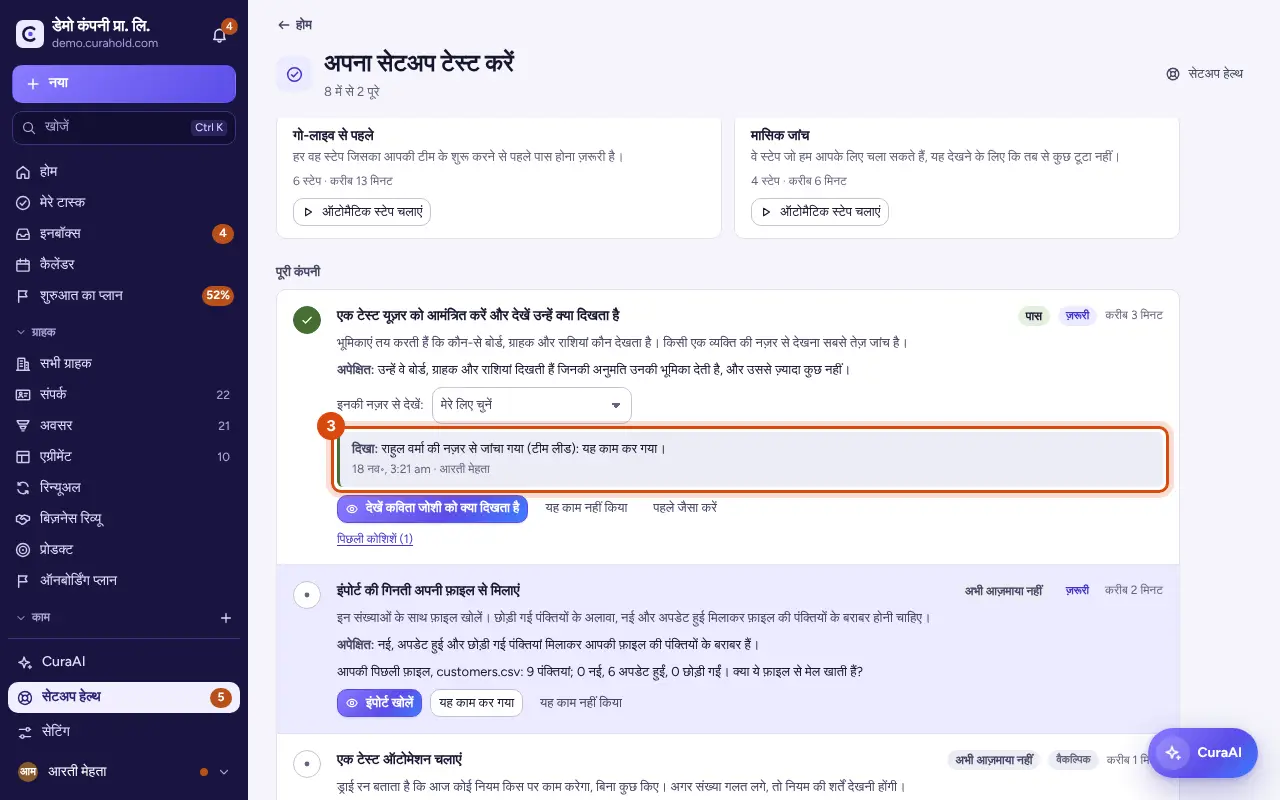 डेमो कंपनी प्रा. लि.
demo.curahold.com
4
नया
खोजें
Ctrl K
होम
मेरे टास्क
इनबॉक्स
4
कैलेंडर
शुरुआत का प्लान
52%
ग्राहक
सभी ग्राहक
संपर्क
22
अवसर
21
एग्रीमेंट
10
रिन्यूअल
बिज़नेस रिव्यू
प्रोडक्ट
ऑनबोर्डिंग प्लान
काम
CuraAI
सेटअप हेल्थ
5
सेटिंग
आम
आरती मेहता
होम
अपना सेटअप टेस्ट करें
8 में से 2 पूरे
सेटअप हेल्थ
गो-लाइव से पहले
हर वह स्टेप जिसका आपकी टीम के शुरू करने से पहले पास होना ज़रूरी है।
6 स्टेप · करीब 13 मिनट
ऑटोमैटिक स्टेप चलाएं
मासिक जांच
वे स्टेप जो हम आपके लिए चला सकते हैं, यह देखने के लिए कि तब से कुछ टूटा नहीं।
4 स्टेप · करीब 6 मिनट
ऑटोमैटिक स्टेप चलाएं
पूरी कंपनी
एक टेस्ट यूज़र को आमंत्रित करें और देखें उन्हें क्या दिखता है
पास
ज़रूरी
करीब 3 मिनट
भूमिकाएं तय करती हैं कि कौन-से बोर्ड, ग्राहक और राशियां कौन देखता है। किसी एक व्यक्ति की नज़र से देखना सबसे तेज़ जांच है।
अपेक्षित: उन्हें वे बोर्ड, ग्राहक और राशियां दिखती हैं जिनकी अनुमति उनकी भूमिका देती है, और उससे ज़्यादा कुछ नहीं।
इनकी नज़र से देखें:
मेरे लिए चुनें
3
दिखा: राहुल वर्मा की नज़र से जांचा गया (टीम लीड): यह काम कर गया।
18 नव॰, 3:21 am · आरती मेहता
देखें कविता जोशी को क्या दिखता है
यह काम नहीं किया
पहले जैसा करें
पिछली कोशिशें (1)
इंपोर्ट की गिनती अपनी फ़ाइल से मिलाएं
अभी आज़माया नहीं
ज़रूरी
करीब 2 मिनट
इन संख्याओं के साथ फ़ाइल खोलें। छोड़ी गई पंक्तियों के अलावा, नई और अपडेट हुई मिलाकर फ़ाइल की पंक्तियों के बराबर होनी चाहिए।
अपेक्षित: नई, अपडेट हुई और छोड़ी गई पंक्तियां मिलाकर आपकी फ़ाइल की पंक्तियों के बराबर हैं।
आपकी पिछली फ़ाइल, customers.csv: 9 पंक्तियां; 0 नई, 6 अपडेट हुईं, 0 छोड़ी गईं। क्या ये फ़ाइल से मेल खाती हैं?
इंपोर्ट खोलें
यह काम कर गया
यह काम नहीं किया
एक टेस्ट ऑटोमेशन चलाएं
अभी आज़माया नहीं
वैकल्पिक
करीब 1
ड्राई रन बताता है कि आज कोई नियम किस पर काम करेगा, बिना कुछ किए। अगर संख्या गलत लगे, तो नियम की शर्तें देखनी होंगी।
CuraAI